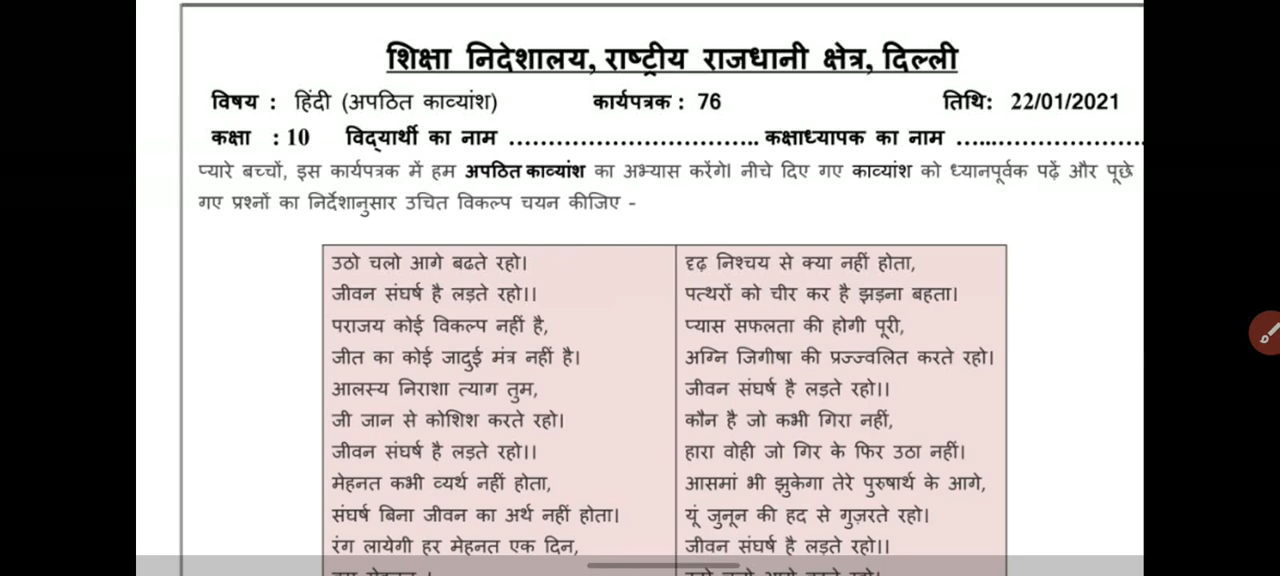 शिक्षा निदेशालय, राष्ट्रीय राजधानी क्षेत्र, दिल्ली
विषय : हिंदी (अपठित काव्यांश) कार्यपत्रक : 76 तिथि: 22/01/2021
कक्षा : 10 विद्यार्थी का नाम ................................ कक्षाध्यापक का नाम ........................
प्यारे बच्चों, इस कार्यपत्रक में हम अपठित काव्यांश का अभ्यास करेंगे। नीचे दिए गए काव्यांश को ध्यानपूर्वक पढ़ें और पूछे
गए प्रश्नों का निर्देशानुसार उचित विकल्प चयन कीजिए -
उठो चलो आगे बढते रहो।
जीवन संघर्ष है लड़ते रहो।।
पराजय कोई विकल्प नहीं है,
जीत का कोई जादुई मंत्र नहीं है।
आलस्य निराशा त्याग तुम,
जी जान से कोशिश करते रहो।
जीवन संघर्ष है लड़ते रहो।।
मेहनत कभी व्यर्थ नहीं होता,
संघर्ष बिना जीवन का अर्थ नहीं होता।
रंग लायेगी हर मेहनत एक दिन,
दृढ़ निश्चय से क्या नहीं होता,
पत्थरों को चीर कर है झड़ना बहता।
प्यास सफलता की होगी पूरी,
अग्नि जिगीषा की प्रज्ज्वलित करते रहो।
जीवन संघर्ष है लड़ते रहो।।
कौन है जो कभी गिरा नहीं,
हारा वोही जो गिर के फिर उठा नहीं।
आसमां भी झुकेगा तेरे पुरुषार्थ के आगे,
यूं जुनून की हद से गुज़रते रहो।
जीवन संघर्ष है लड़ते रहो।।